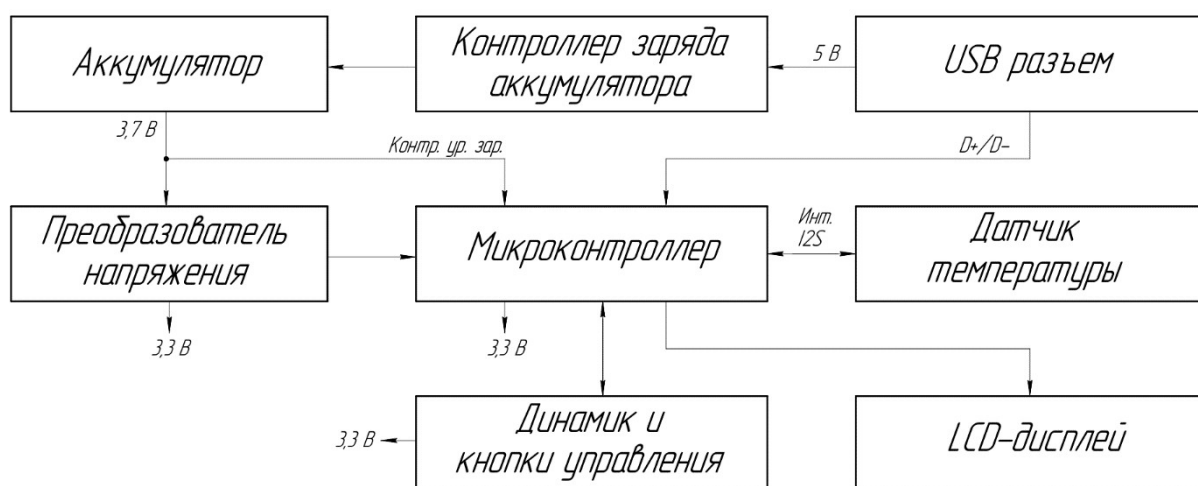 Аккумулятор
Контроллер заряда
аккумулятора
5 В
USB разъем
3,7 В
Контр. ур. зар.
D+/D-
Преобразователь
напряжения
Микроконтроллер
Инт.
I2S
Датчик
температуры
3,3 В
3,3 В
3,3 В
Динамик и
кнопки управления
LCD-дисплей